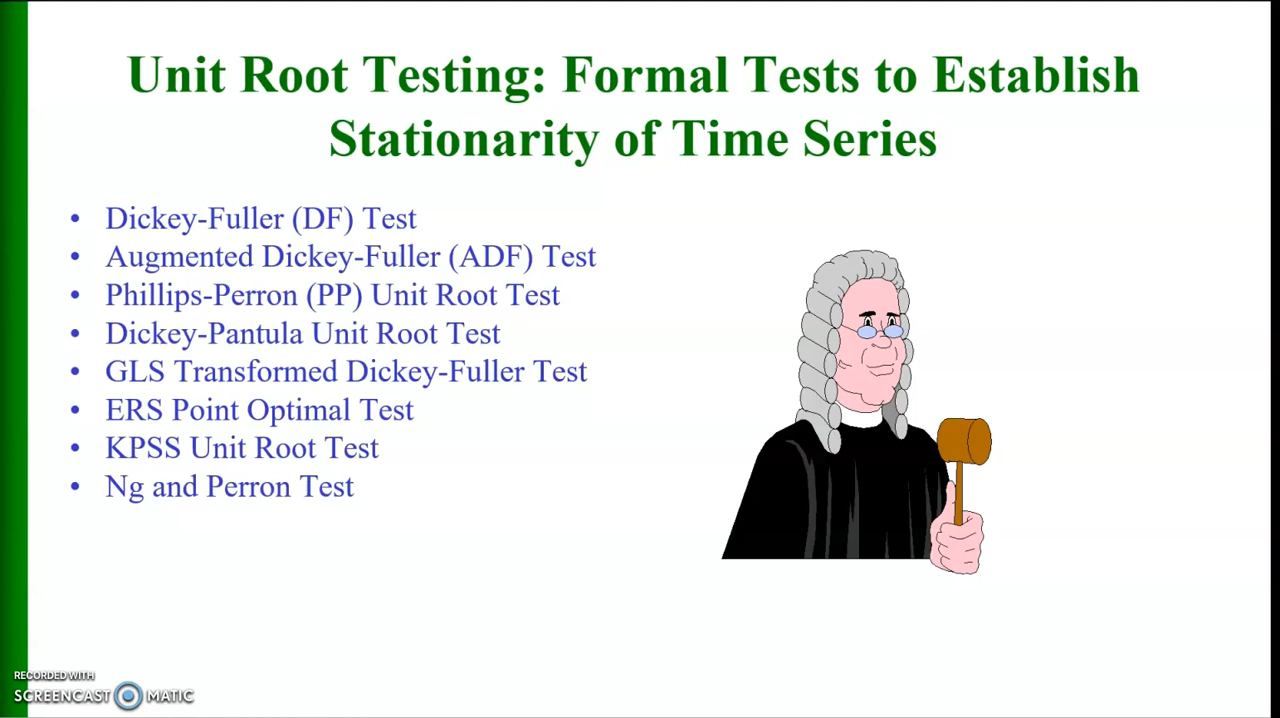 Unit Root Testing: Formal Tests to Establish
Stationarity of Time Series
• Dickey-Fuller (DF) Test
• Augmented Dickey-Fuller (ADF) Test
• Phillips-Perron (PP) Unit Root Test
• Dickey-Pantula Unit Root Test
• GLS Transformed Dickey-Fuller Test
• ERS Point Optimal Test
• KPSS Unit Root Test
• Ng and Perron Test
RECORDED WITH
SCREENCAST MATIC